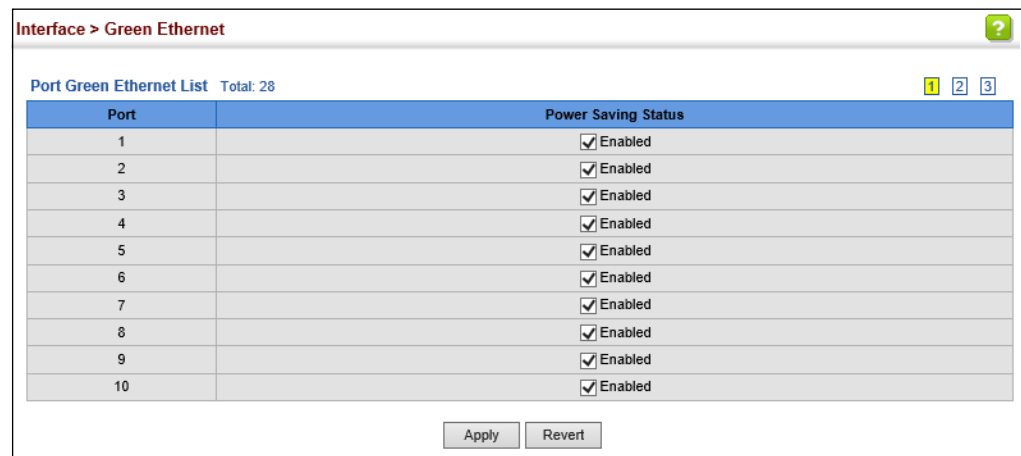 Interface > Green Ethernet ?
Port Green Ethernet List Total: 28 1 2 3
Port Power Saving Status
1 Enabled
2 Enabled
3 Enabled
4 Enabled
5 Enabled
6 Enabled
7 Enabled
8 Enabled
9 Enabled
10 Enabled
Apply Revert